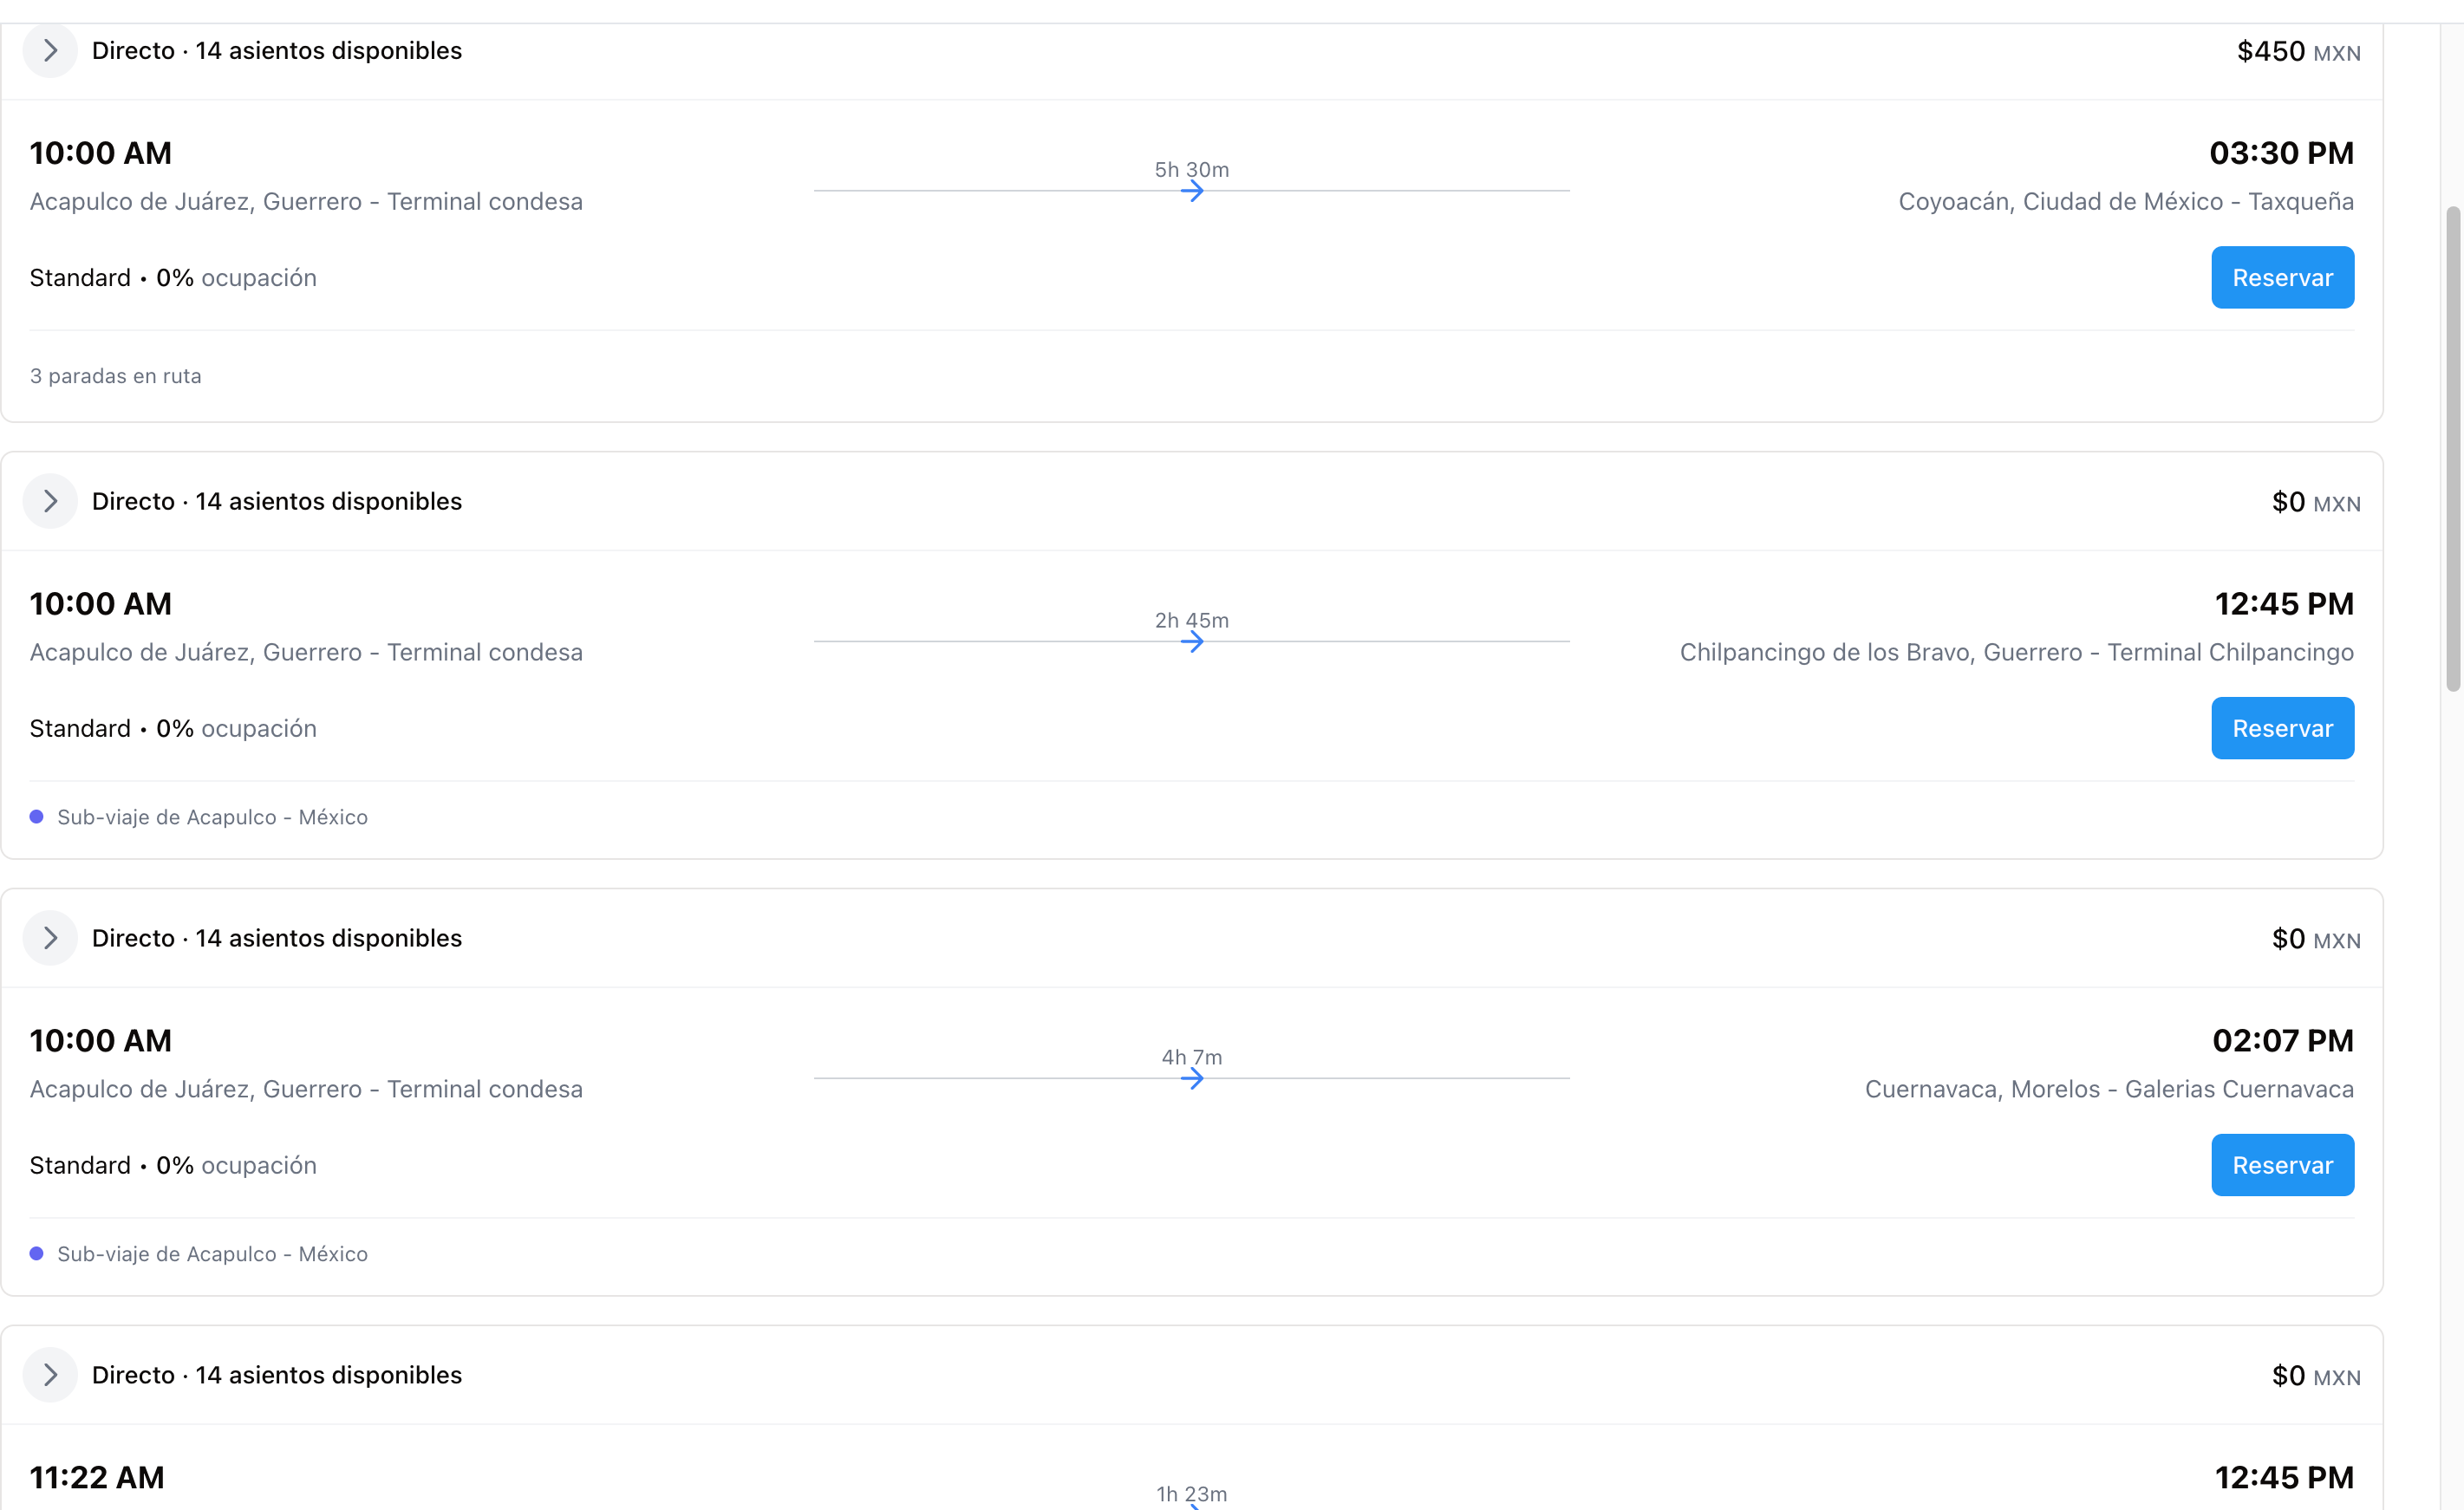 Directo · 14 asientos disponibles
$450 MXN
10:00 AM
5h 30m
03:30 PM
Acapulco de Juárez, Guerrero - Terminal condesa
Coyoacán, Ciudad de México - Taxqueña
Standard • 0% ocupación
Reservar
3 paradas en ruta
Directo · 14 asientos disponibles
$0 MXN
10:00 AM
2h 45m
12:45 PM
Acapulco de Juárez, Guerrero - Terminal condesa
Chilpancingo de los Bravo, Guerrero - Terminal Chilpancingo
Standard • 0% ocupación
Reservar
Sub-viaje de Acapulco - México
Directo · 14 asientos disponibles
$0 MXN
10:00 AM
4h 7m
02:07 PM
Acapulco de Juárez, Guerrero - Terminal condesa
Cuernavaca, Morelos - Galerias Cuernavaca
Standard • 0% ocupación
Reservar
Sub-viaje de Acapulco - México
Directo · 14 asientos disponibles
$0 MXN
11:22 AM
1h 23m
12:45 PM